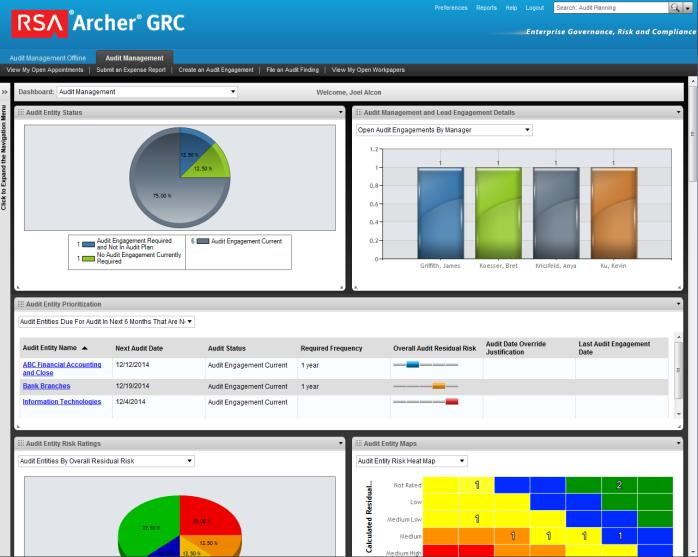 Preferences Reports Help Logout Search: Audit Planning
RSA Archer® GRC
Enterprise Governance, Risk and Compliance
Audit Management Offline Audit Management
View My Open Appointments | Submit an Expense Report | Create an Audit Engagement | File an Audit Finding | View My Open Workpapers
Click to Expand the Navigation Menu
Dashboard: Audit Management Welcome, Joel Alcon
Audit Entity Status
12.50 %
12.50 %
75.00 %
1 Audit Engagement Required and Not In Audit Plan
6 Audit Engagement Current
1 No Audit Engagement Currently Required
Audit Management and Lead Engagement Details
Open Audit Engagements By Manager
1.2
1
0.8
0.6
0.4
0.2
0
1 1 1 1
Griffith, James Kaesser, Bret Kricsfeld, Anya Ku, Kevin
Audit Entity Prioritization
Audit Entities Due For Audit In Next 6 Months That Are N
Audit Entity Name Next Audit Date Audit Status Required Frequency Overall Audit Residual Risk Audit Date Override Justification Last Audit Engagement Date
ABC Financial Accounting and Close 12/12/2014 Audit Engagement Current 1 year
Bank Branches 12/19/2014 Audit Engagement Current 1 year
Information Technologies 12/4/2014 Audit Engagement Current
Audit Entity Risk Ratings
Audit Entities By Overall Residual Risk
37.50 %
25.00 %
12.50 %
12.50 %
Audit Entity Maps
Audit Entity Risk Heat Map
Calculated Residual...
Not Rated 1 2
Low
Medium Low 1
Medium 1 1 1 1
Medium High